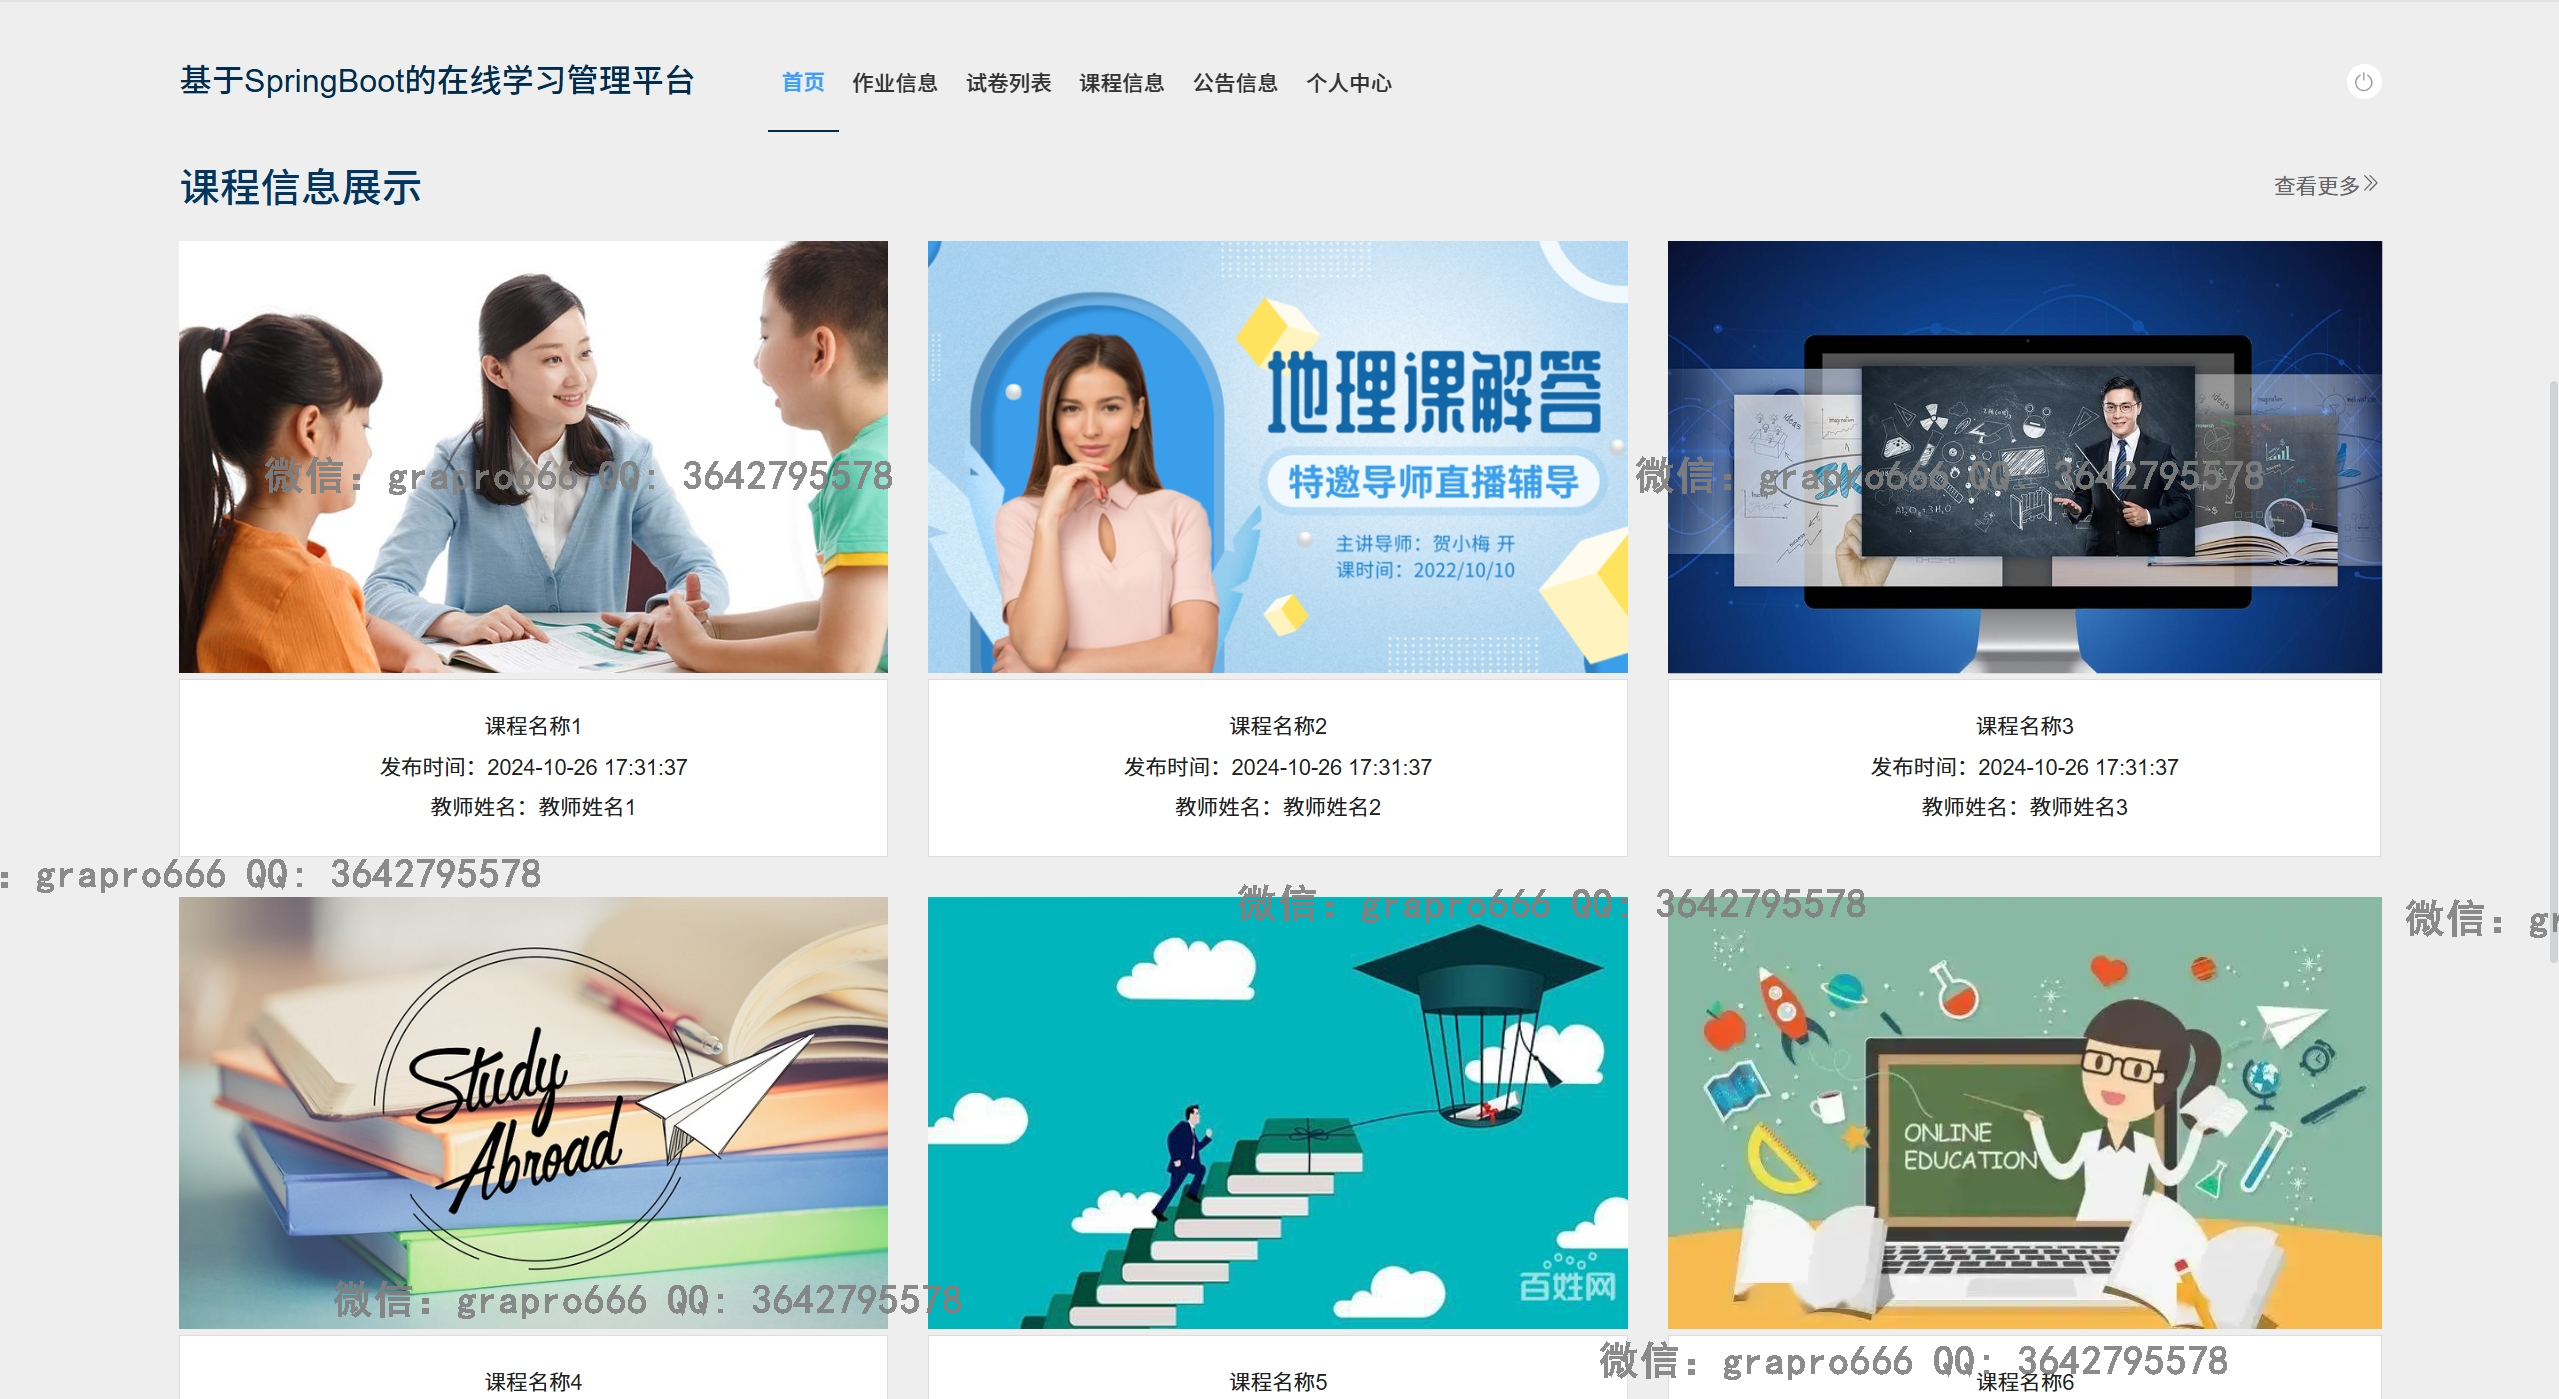 基于SpringBoot的在线学习管理平台
首页 作业信息 试卷列表 课程信息 公告信息 个人中心
课程信息展示
查看更多
地理课解答
特邀导师直播辅导
主讲导师：贺小梅 开
课时间：2022/10/10
微信：grapro666 QQ: 3642795578
微信：grapro666 QQ: 3642795578
课程名称1
发布时间：2024-10-26 17:31:37
教师姓名：教师姓名1
课程名称2
发布时间：2024-10-26 17:31:37
教师姓名：教师姓名2
课程名称3
发布时间：2024-10-26 17:31:37
教师姓名：教师姓名3
：grapro666 QQ: 3642795578
微信：grapro666 QQ: 3642795578
微信：gr
Study
Abroad
ONLINE
EDUCATION
百姓网
微信：grapro666 QQ: 3642795578
微信：grapro666 QQ: 3642795578
课程名称4
课程名称5
课程名称6